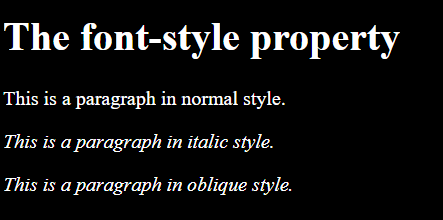 The font-style property
This is a paragraph in normal style.
This is a paragraph in italic style.
This is a paragraph in oblique style.